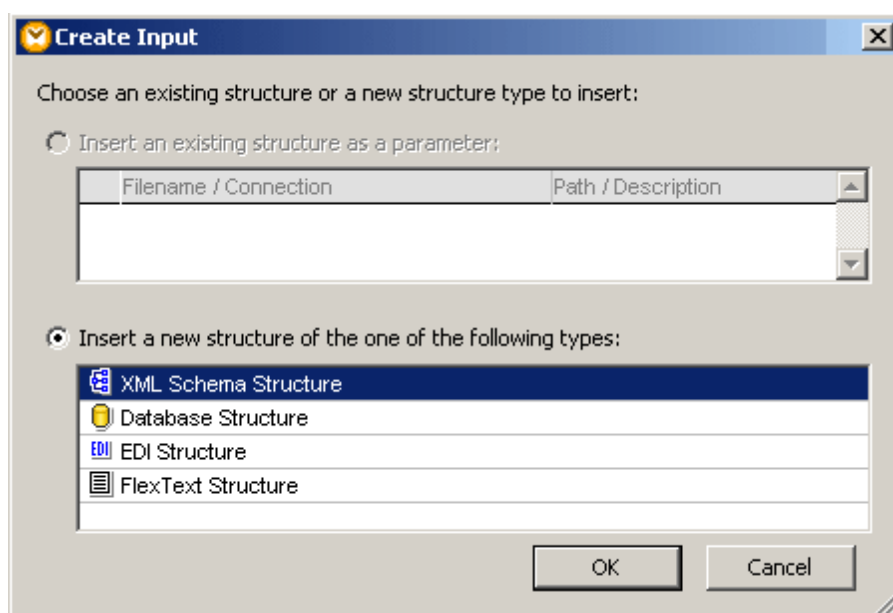 Create Input
Choose an existing structure or a new structure type to insert:
Insert an existing structure as a parameter:
Filename / Connection Path / Description
Insert a new structure of the one of the following types:
XML Schema Structure
Database Structure
EDI EDI Structure
FlexText Structure
OK Cancel